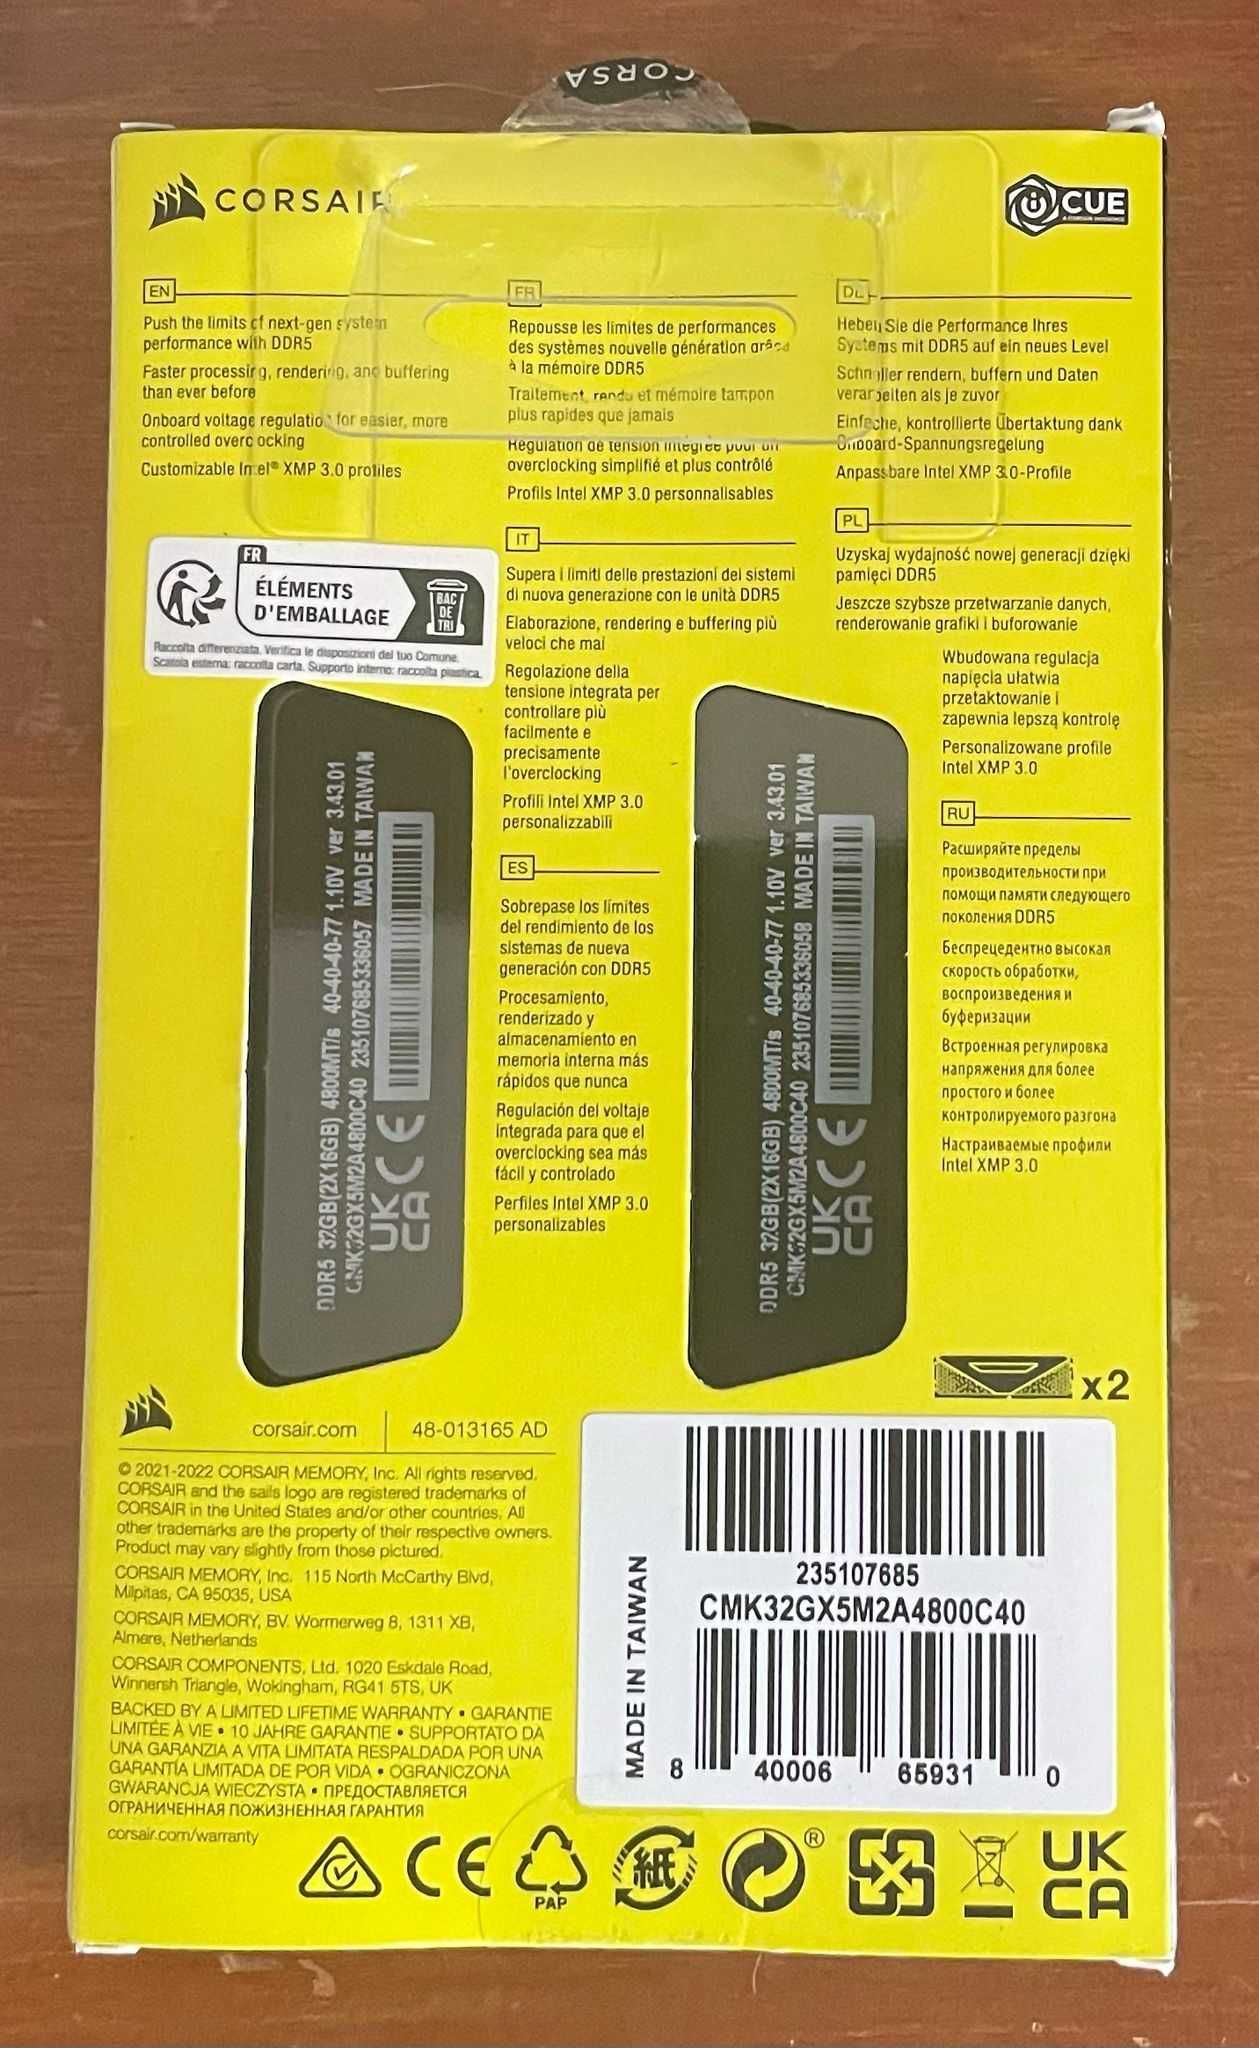 CORSA
CORSAIR
CUE
EN
Push the limits of next-gen system
performance with DDR5
Faster processing, rendering, and buffering
than ever before
Onboard voltage regulation for easier, more
controlled overclocking
Customizable Intel® XMP 3.0 profiles
FR
Repousse les limites de performances
des systèmes nouvelle génération grâce
à la mémoire DDR5
Traitement, rendu et mémoire tampon
plus rapides que jamais
Régulation de tension intégrée pour un
overclocking simplifié et plus contrôlé
Profils Intel XMP 3.0 personnalisables
DE
Heben Sie die Performance Ihres
Systems mit DDR5 auf ein neues Level
Schneller rendern, buffern und Daten
verarbeiten als je zuvor
Einfache, kontrollierte Übertaktung dank
Onboard-Spannungsregelung
Anpassbare Intel XMP 3.0-Profile
FR
ÉLÉMENTS
D'EMBALLAGE
BAC
DE
TRI
Raccolta differenziata. Verifica le disposizioni del tuo Comune.
Scatola esterna: raccolta carta. Supporto interno: raccolta plastica.
IT
Supera i limiti delle prestazioni dei sistemi
di nuova generazione con le unità DDR5
Elaborazione, rendering e buffering più
veloci che mai
Regolazione della
tensione integrata per
controllare più
facilmente e
precisamente
l'overclocking
Profili Intel XMP 3.0
personalizzabili
PL
Uzyskaj wydajność nowej generacji dzięki
pamięci DDR5
Jeszcze szybsze przetwarzanie danych,
renderowanie grafiki i buforowanie
Wbudowana regulacja
napięcia ułatwia
przetaktowanie i
zapewnia lepszą kontrolę
Personalizowane profile
Intel XMP 3.0
ES
Sobrepase los límites
del rendimiento de los
sistemas de nueva
generación con DDR5
Procesamiento,
renderizado y
almacenamiento en
memoria interna más
rápidos que nunca
Regulación del voltaje
integrada para que el
overclocking sea más
fácil y controlado
Perfiles Intel XMP 3.0
personalizables
RU
Расширяйте пределы
производительности при
помощи памяти следующего
поколения DDR5
Беспрецедентно высокая
скорость обработки,
воспроизведения и
буферизации
Встроенная регулировка
напряжения для более
простого и более
контролируемого разгона
Настраиваемые профили
Intel XMP 3.0
DDR5 32GB(2X16GB) 4800MT/s 40-40-40-77 1.10V ver 3.43.01
CMK32GX5M2A4800C40 235107685336057 MADE IN TAIWAN
UK
CA CE
DDR5 32GB(2X16GB) 4800MT/s 40-40-40-77 1.10V ver 3.43.01
CMK32GX5M2A4800C40 235107685336058 MADE IN TAIWAN
UK
CA CE
x2
corsair.com
48-013165 AD
© 2021-2022 CORSAIR MEMORY, Inc. All rights reserved.
CORSAIR and the sails logo are registered trademarks of
CORSAIR in the United States and/or other countries. All
other trademarks are the property of their respective owners.
Product may vary slightly from those pictured.
CORSAIR MEMORY, Inc. 115 North McCarthy Blvd,
Milpitas, CA 95035, USA
CORSAIR MEMORY, BV. Wormerweg 8, 1311 XB,
Almere, Netherlands
CORSAIR COMPONENTS, Ltd. 1020 Eskdale Road,
Winnersh Triangle, Wokingham, RG41 5TS, UK
BACKED BY A LIMITED LIFETIME WARRANTY • GARANTIE
LIMITÉE À VIE • 10 JAHRE GARANTIE • SUPPORTATO DA
UNA GARANZIA A VITA LIMITATA RESPALDADA POR UNA
GARANTÍA LIMITADA DE POR VIDA • OGRANICZONA
GWARANCJA WIECZYSTA • ПРЕДОСТАВЛЯЕТСЯ
ОГРАНИЧЕННАЯ ПОЖИЗНЕННАЯ ГАРАНТИЯ
corsair.com/warranty
235107685
CMK32GX5M2A4800C40
MADE IN TAIWAN
8 40006 65931 0
CE
PAP
紙
®
UK
CA